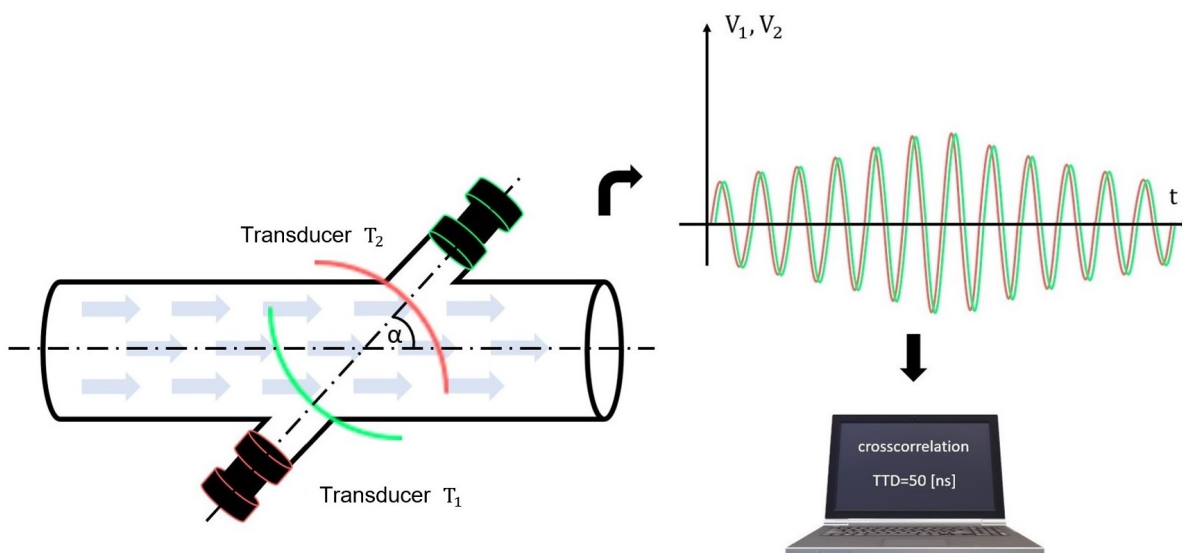 V₁, V₂
t
Transducer T₂
α
Transducer T₁
crosscorrelation
TTD=50 [ns]